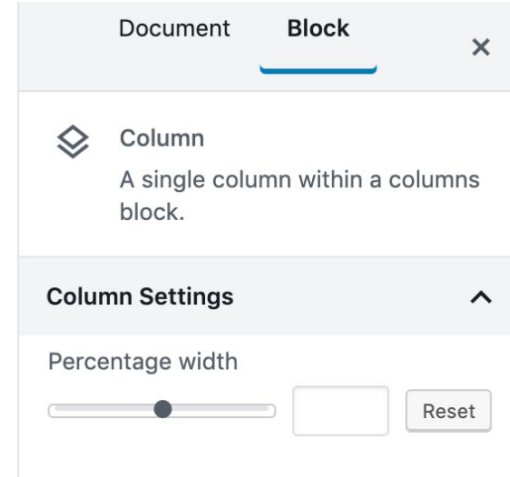 Document Block
Column
A single column within a columns
block.
Column Settings
Percentage width
Reset